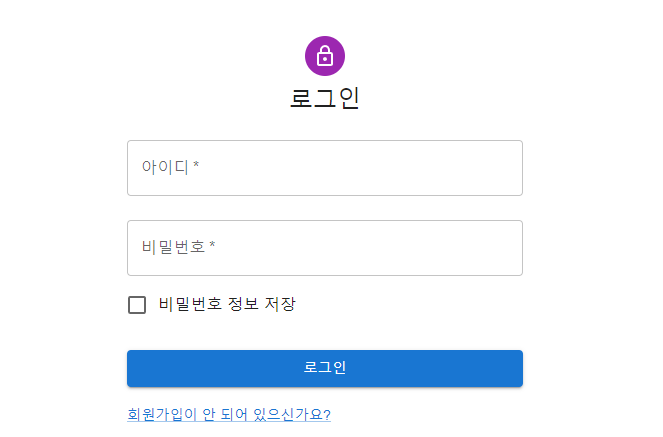 로그인
아이디 *
비밀번호 *
비밀번호 정보 저장
로그인
회원가입이 안 되어 있으신가요?